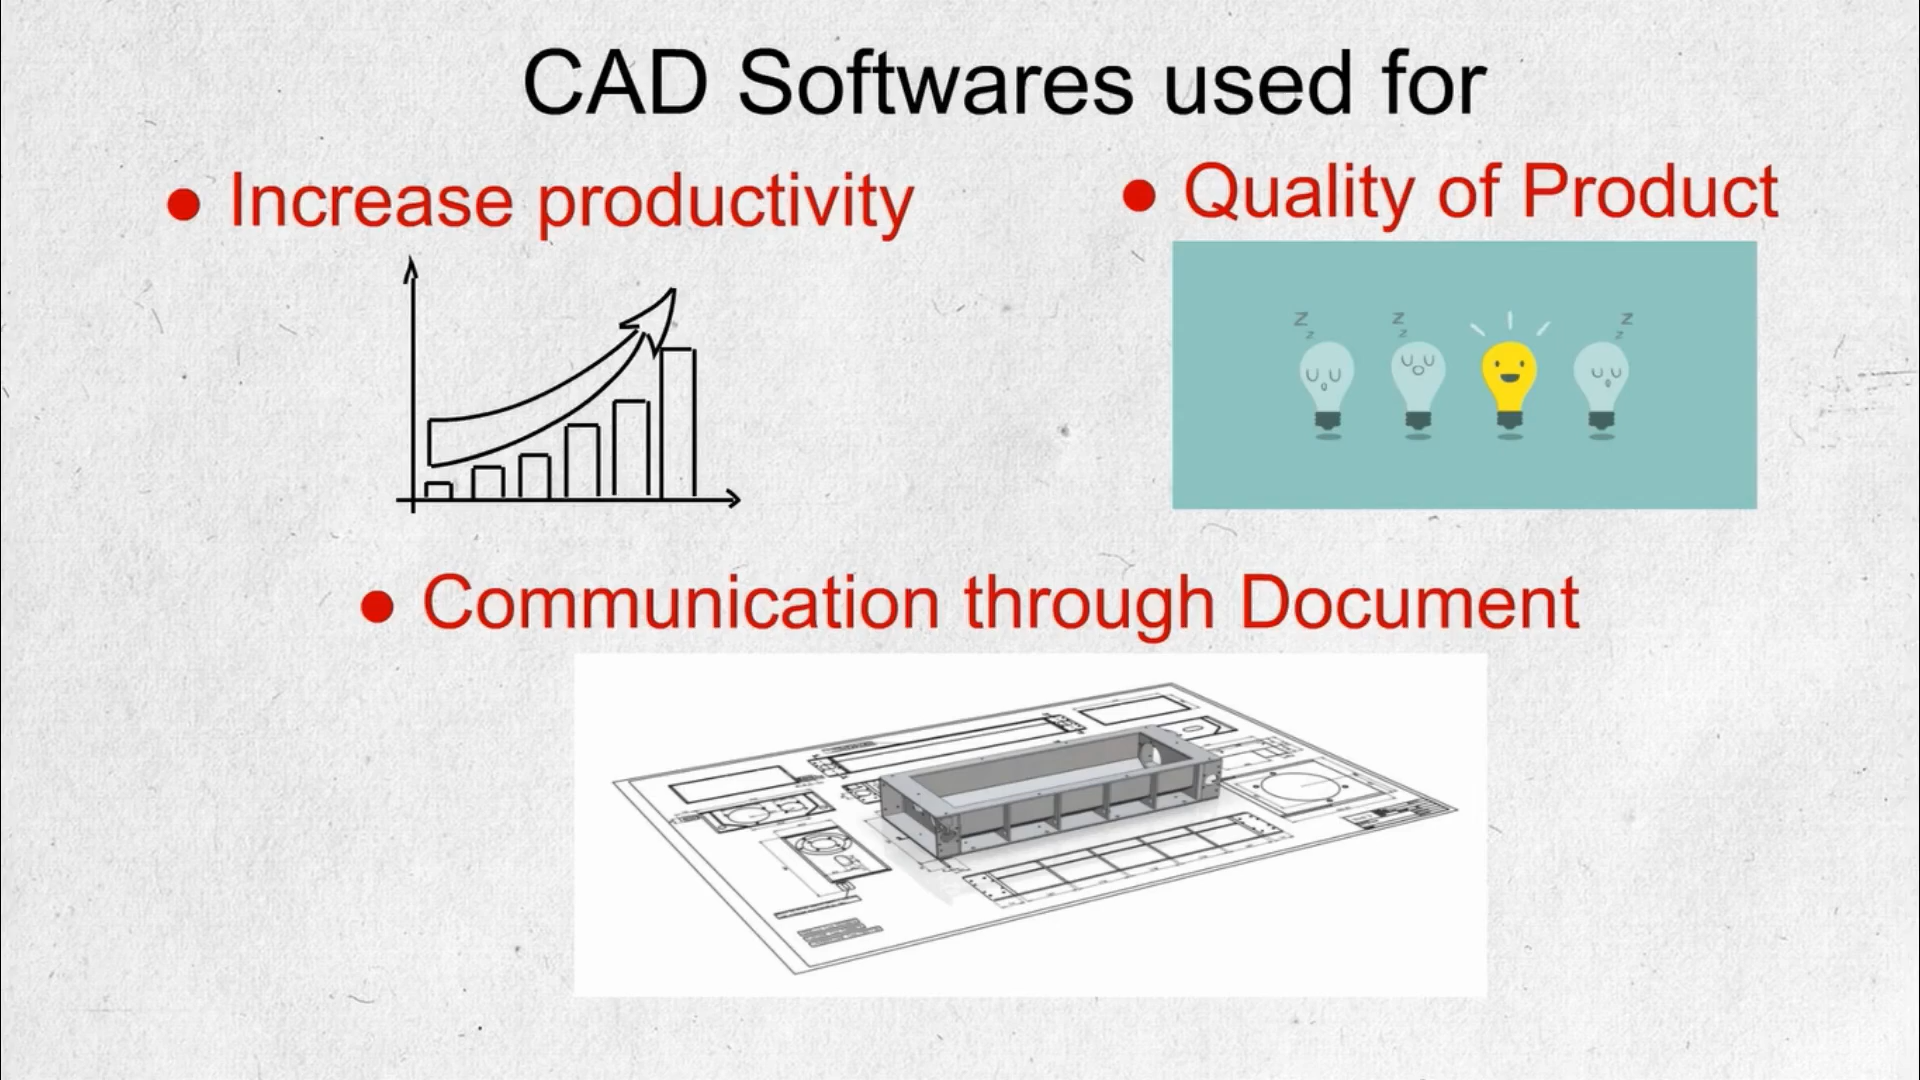 CAD Softwares used for
● Increase productivity
● Quality of Product
z z
z z
z z
● Communication through Document